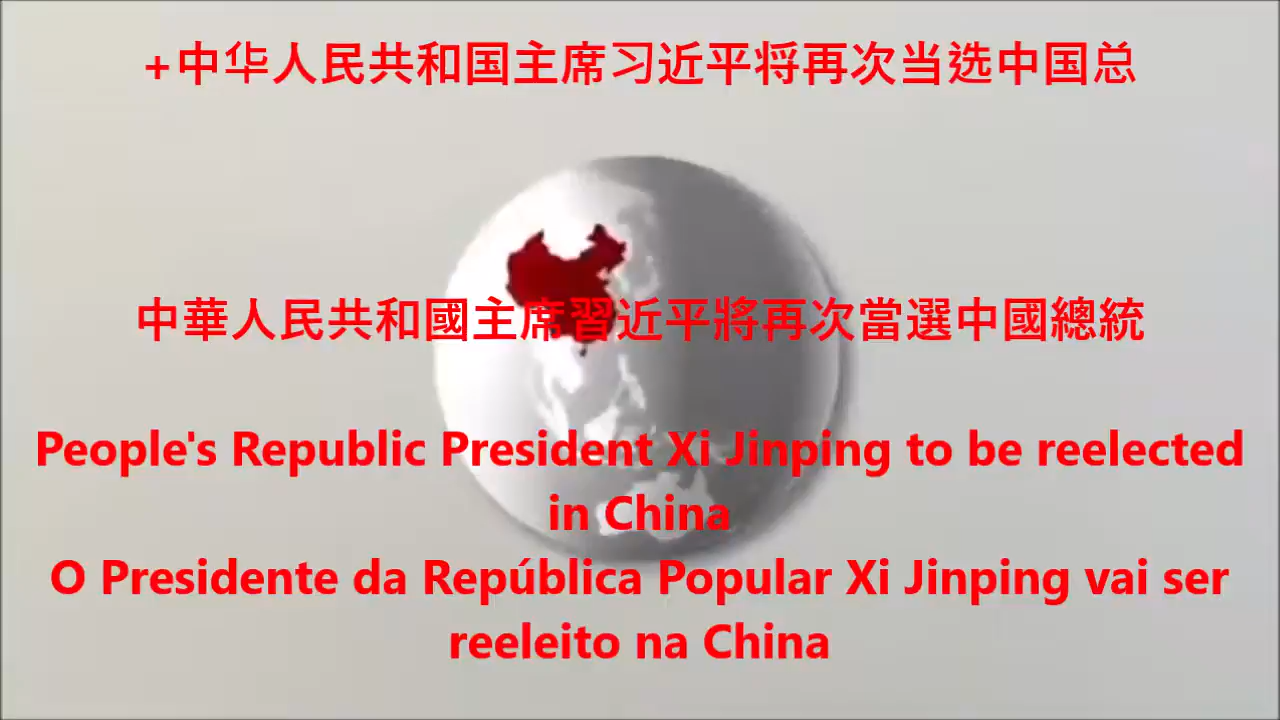 +中华人民共和国主席习近平将再次当选中国总
中華人民共和國主席習近平將再次當選中國總統
People's Republic President Xi Jinping to be reelected
in China
O Presidente da República Popular Xi Jinping vai ser
reeleito na China